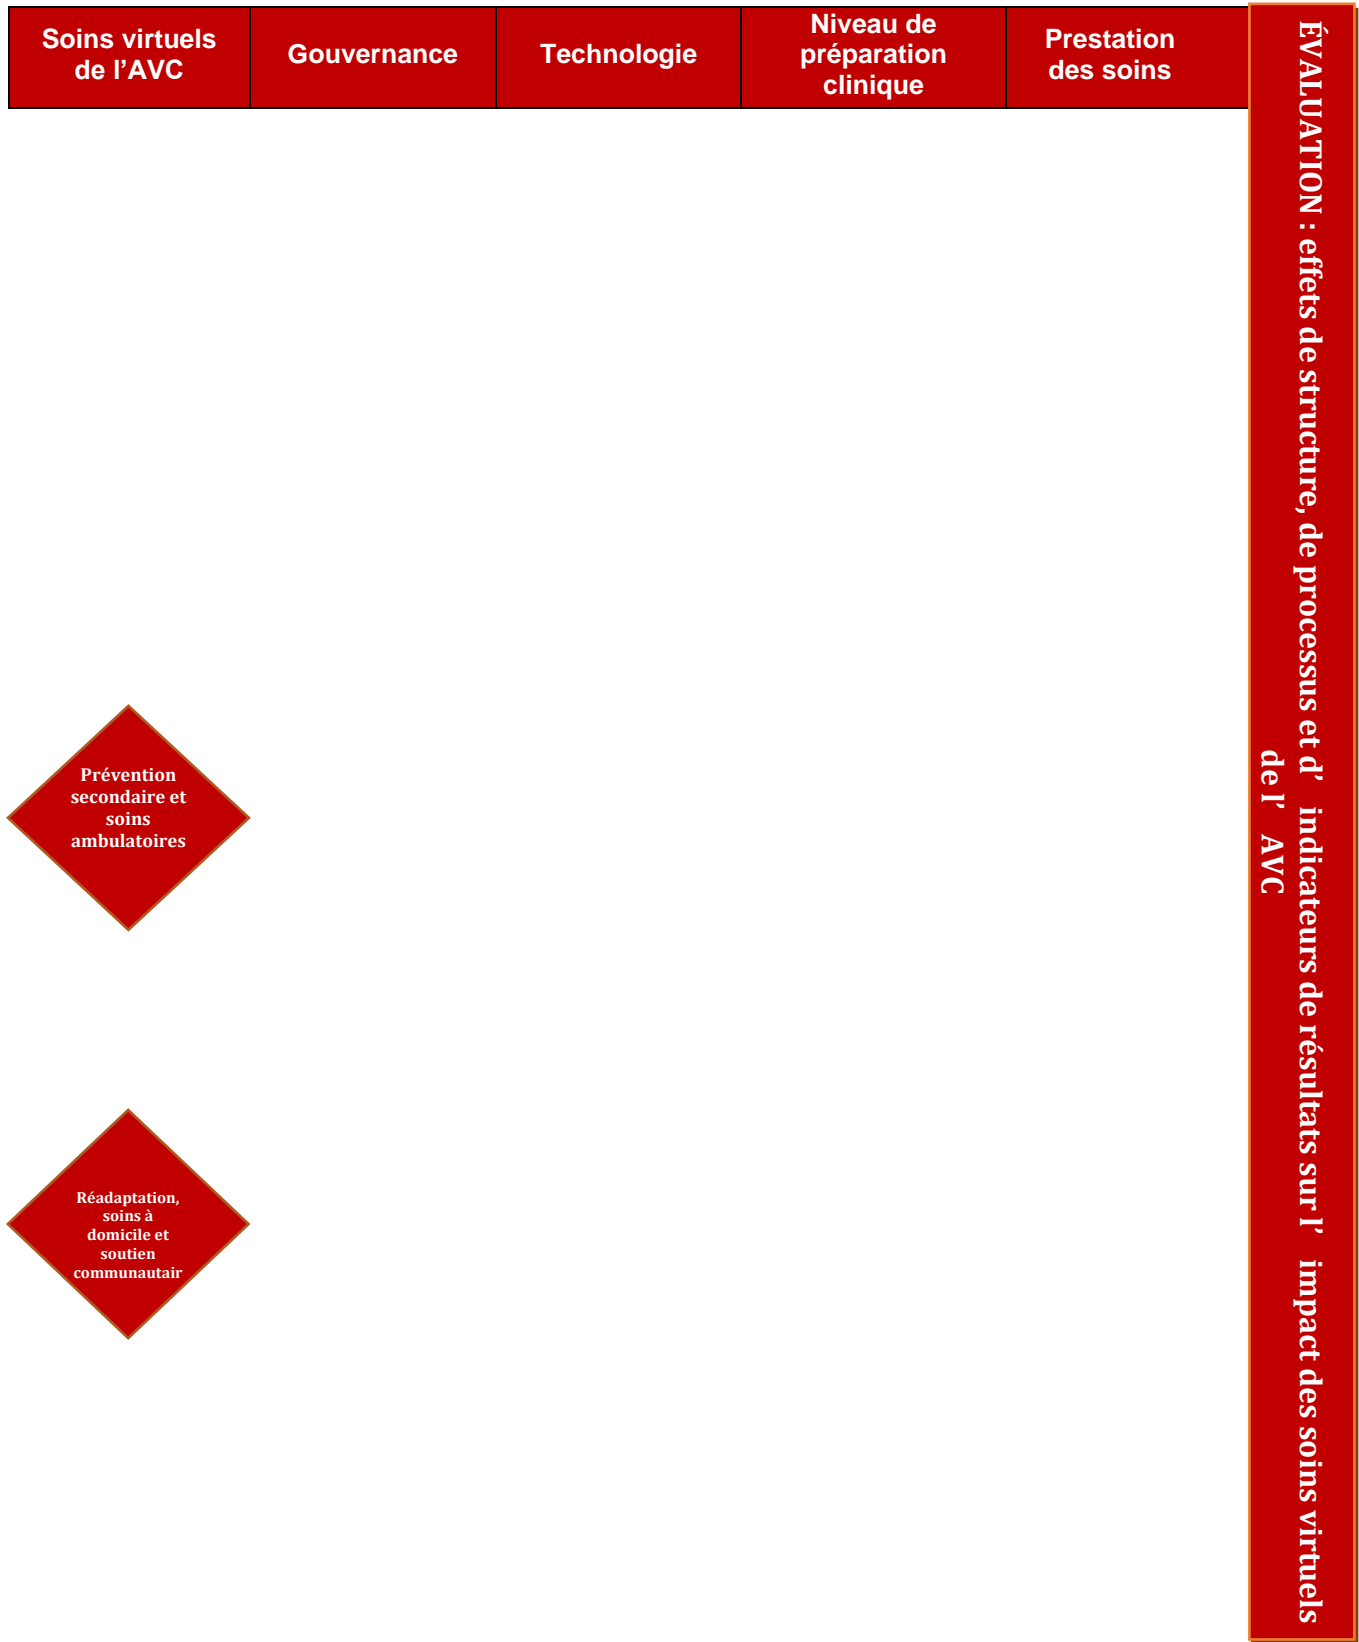 Soins virtuels
de l’AVC
Gouvernance
Technologie
Niveau de
préparation
clinique
Prestation
des soins
ÉVALUATION : effets de structure, de processus et d’ indicateurs de résultats sur l’ impact des soins virtuels
de l’ AVC
Prévention
secondaire et
soins
ambulatoires
Réadaptation,
soins à
domicile et
soutien
communautair